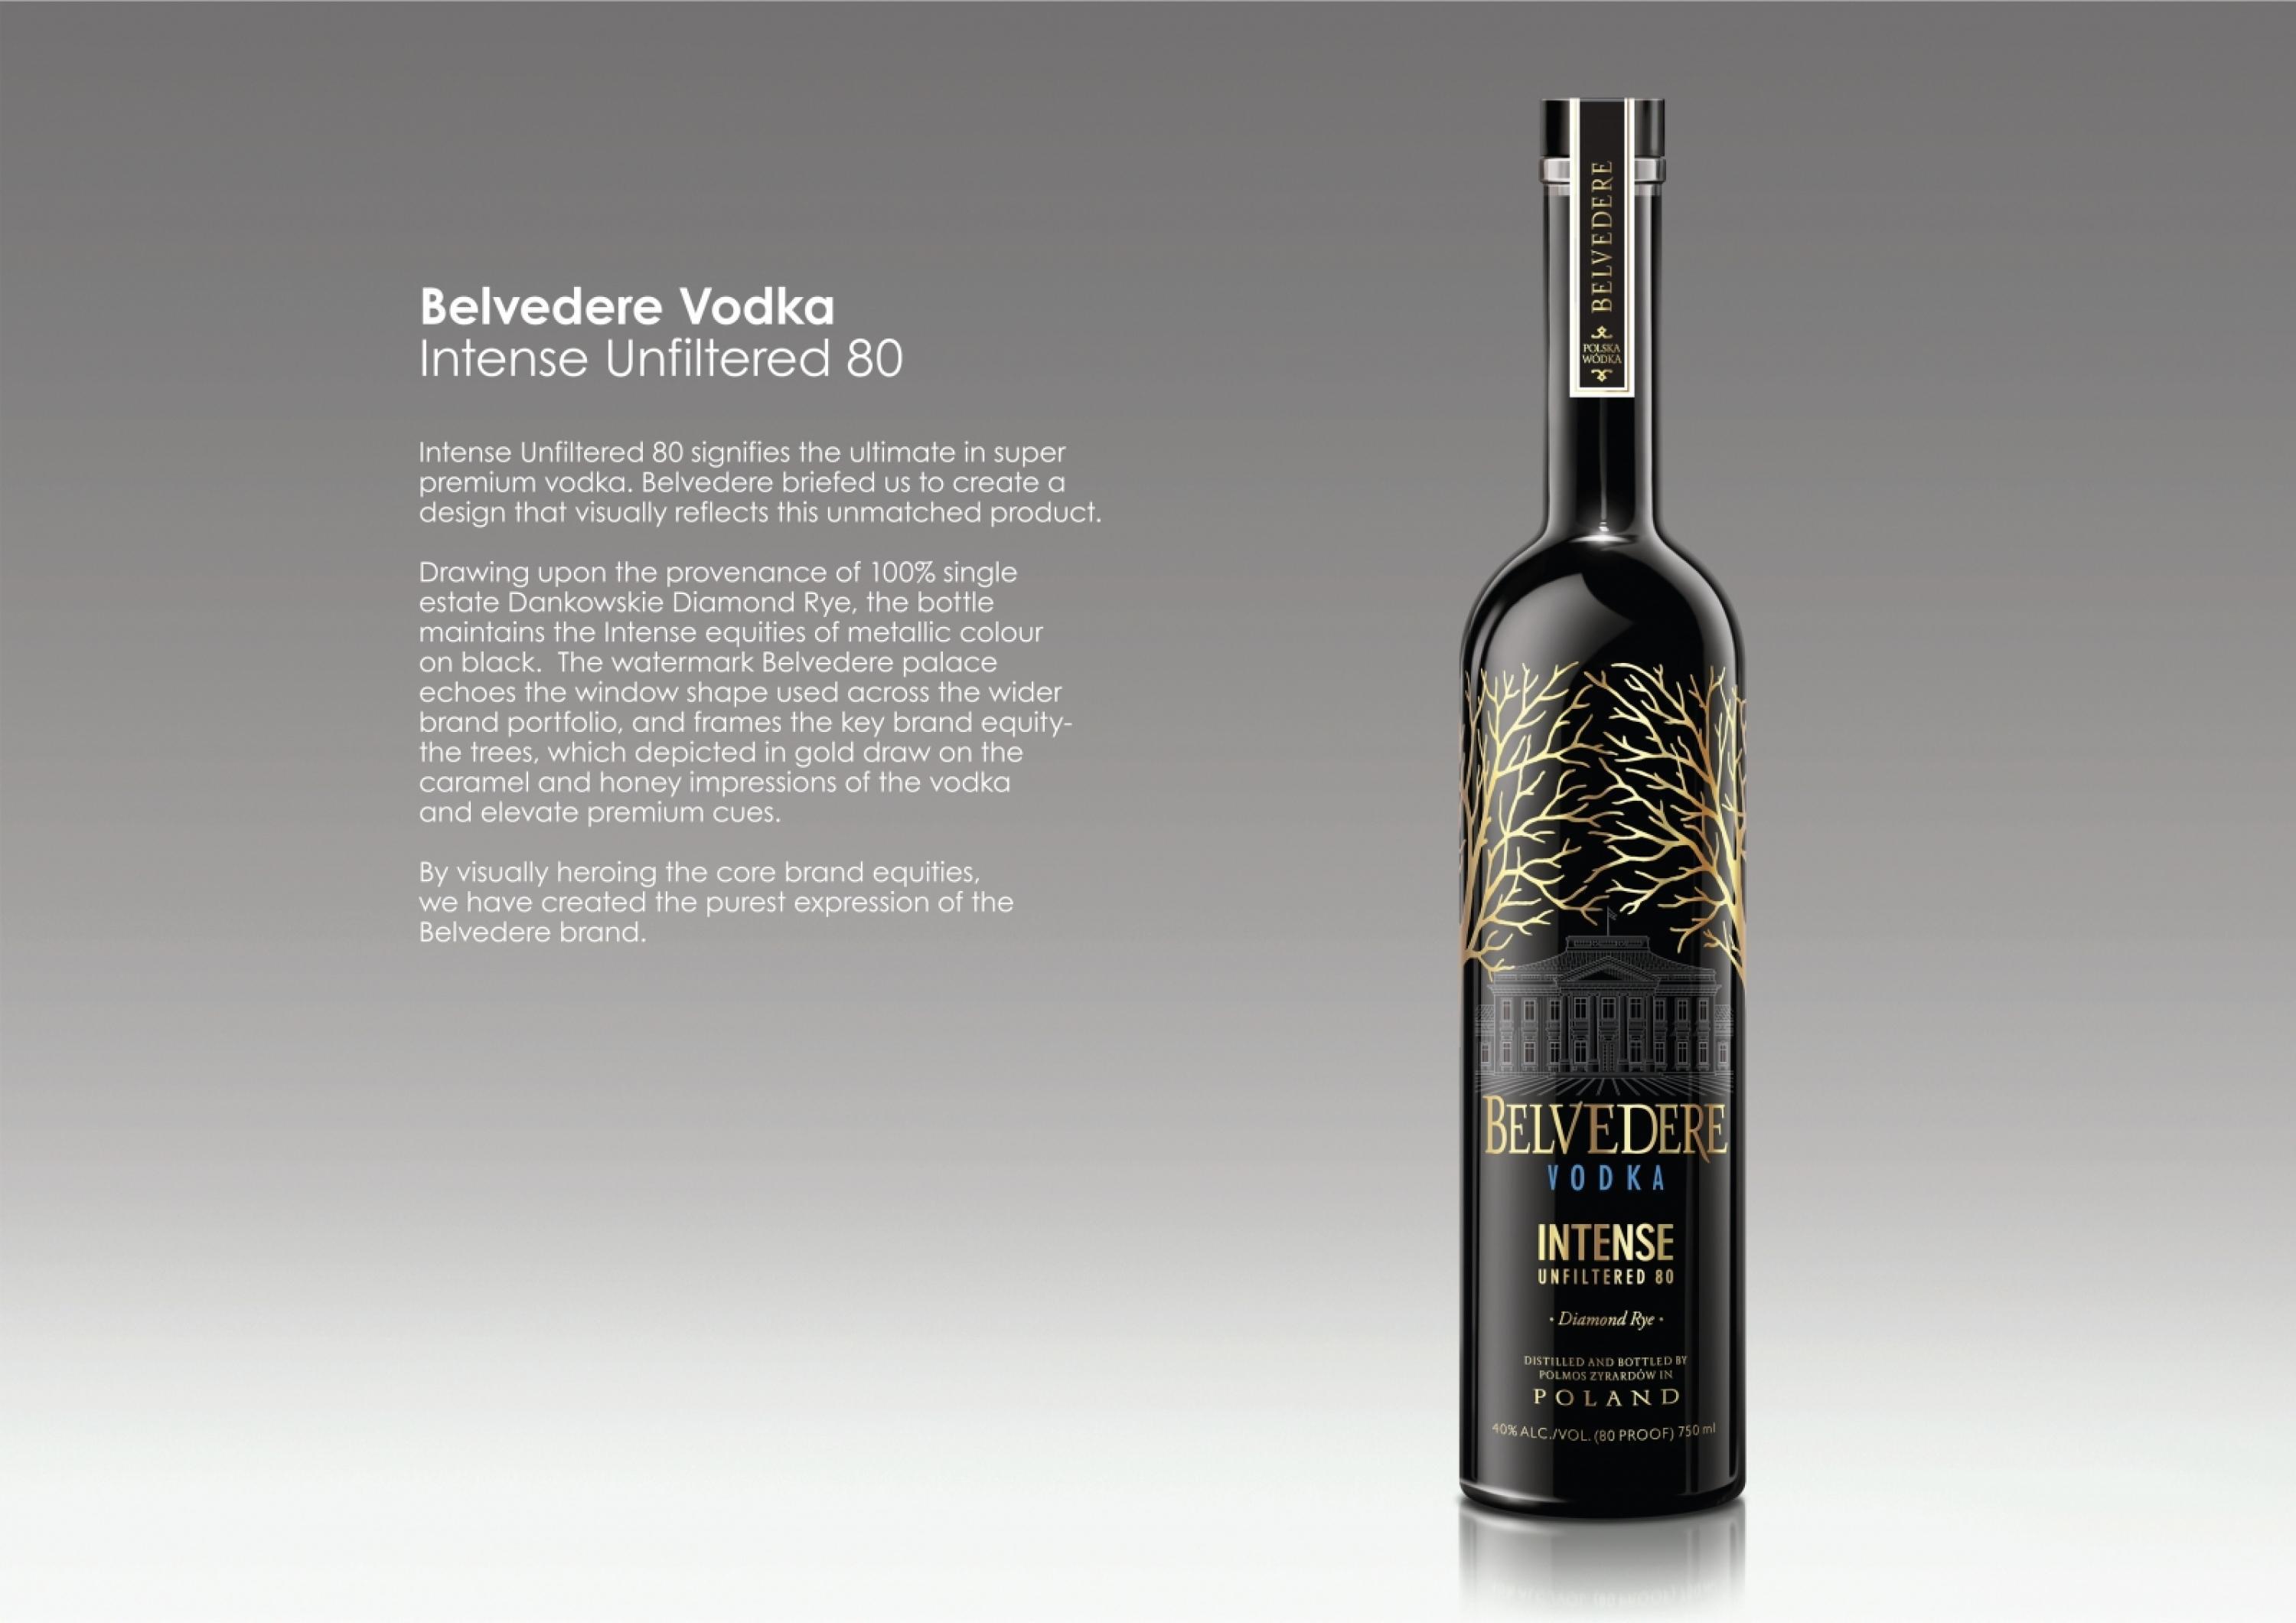 Belvedere Vodka
Intense Unfiltered 80
Intense Unfiltered 80 signifies the ultimate in super
premium vodka. Belvedere briefed us to create a
design that visually reflects this unmatched product.
Drawing upon the provenance of 100% single
estate Dankowskie Diamond Rye, the bottle
maintains the Intense equities of metallic colour
on black.  The watermark Belvedere palace
echoes the window shape used across the wider
brand portfolio, and frames the key brand equity-
the trees, which depicted in gold draw on the
caramel and honey impressions of the vodka
and elevate premium cues.
By visually heroing the core brand equities,
we have created the purest expression of the
Belvedere brand.
BELVEDERE
POLSKA
WÓDKA
BELVEDERE
VODKA
INTENSE
UNFILTERED 80
· Diamond Rye ·
DISTILLED AND BOTTLED BY
POLMOS ZYRARDÓW IN
POLAND
40% ALC./VOL. (80 PROOF) 750 ml